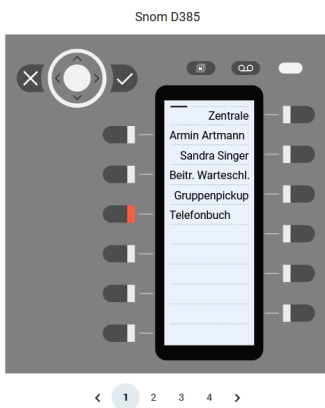 Snom D385
Zentrale
Armin Artmann
Sandra Singer
Beitr. Warteschl.
Gruppenpickup
Telefonbuch
1 2 3 4